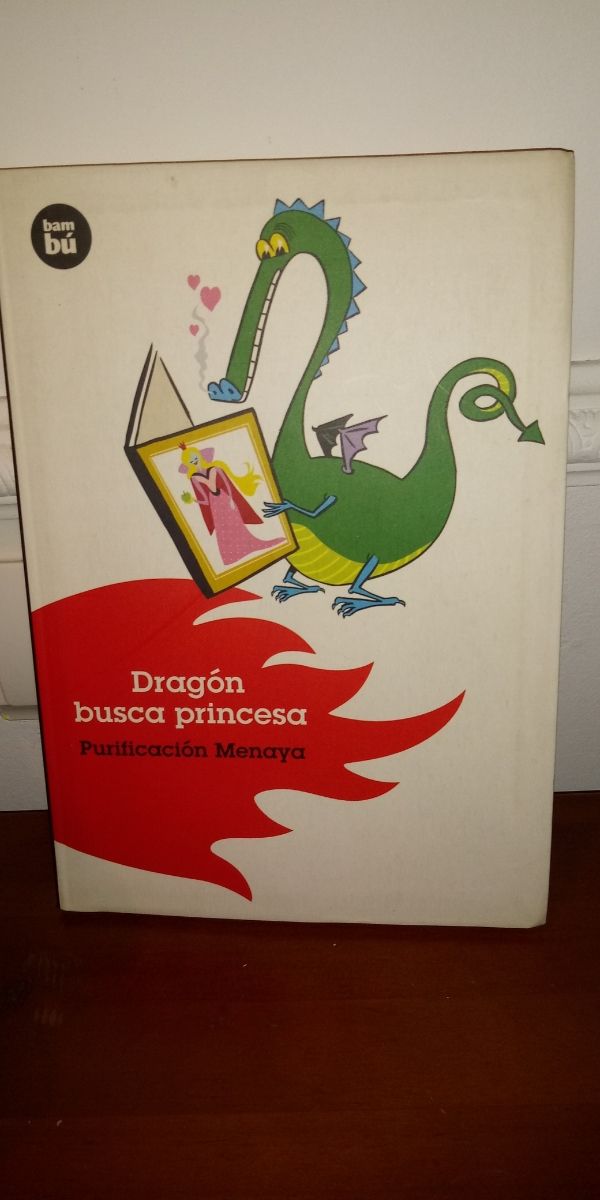 bam
bú
Dragón
busca princesa
Purificación Menaya